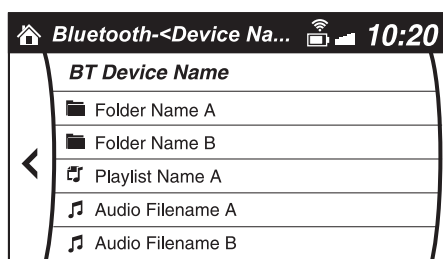 Bluetooth-<Device Na... 10:20
BT Device Name
Folder Name A
Folder Name B
Playlist Name A
Audio Filename A
Audio Filename B